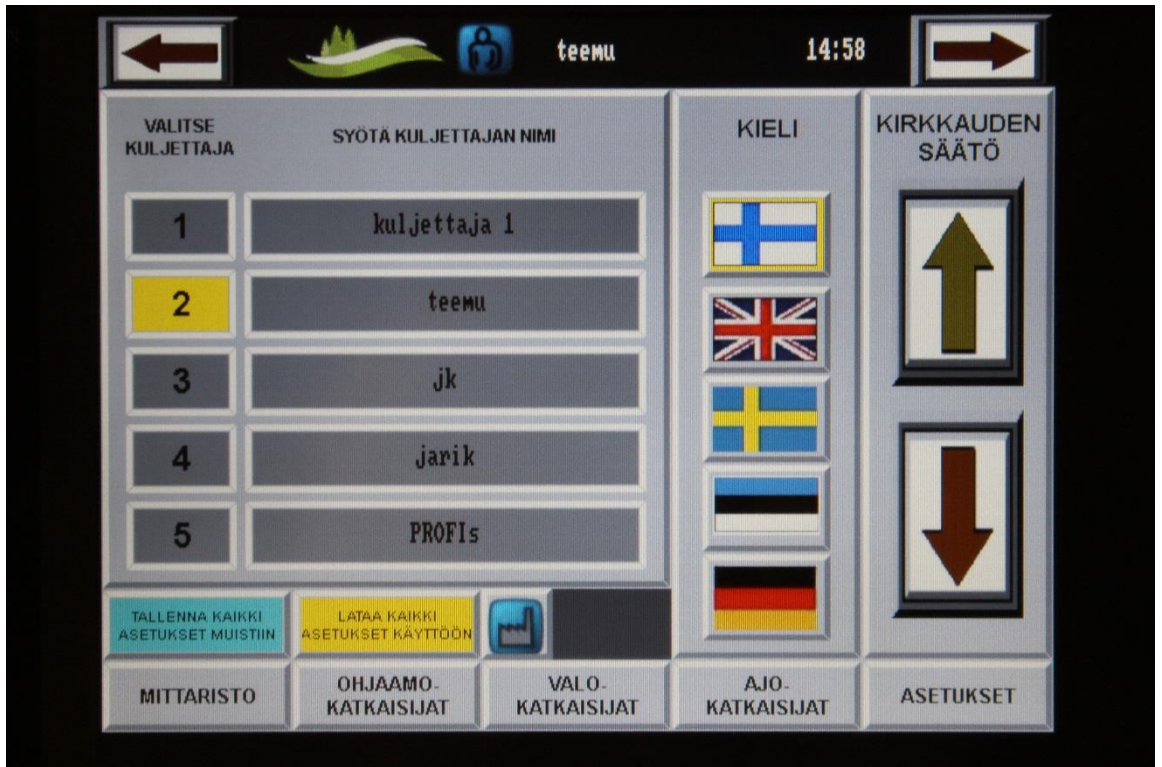 teemu
14:58
VALITSE
KULJETTAJA
SYÖTÄ KULJETTAJAN NIMI
1
kuljettaja 1
2
teemu
3
jk
4
jarik
5
PROFIs
KIELI
KIRKKAUDEN
SÄÄTÖ
TALLENNA KAIKKI
ASETUKSET MUISTIIN
LATAA KAIKKI
ASETUKSET KÄYTTÖÖN
MITTARISTO
OHJAAMO-
KATKAISIJAT
VALO-
KATKAISIJAT
AJO-
KATKAISIJAT
ASETUKSET